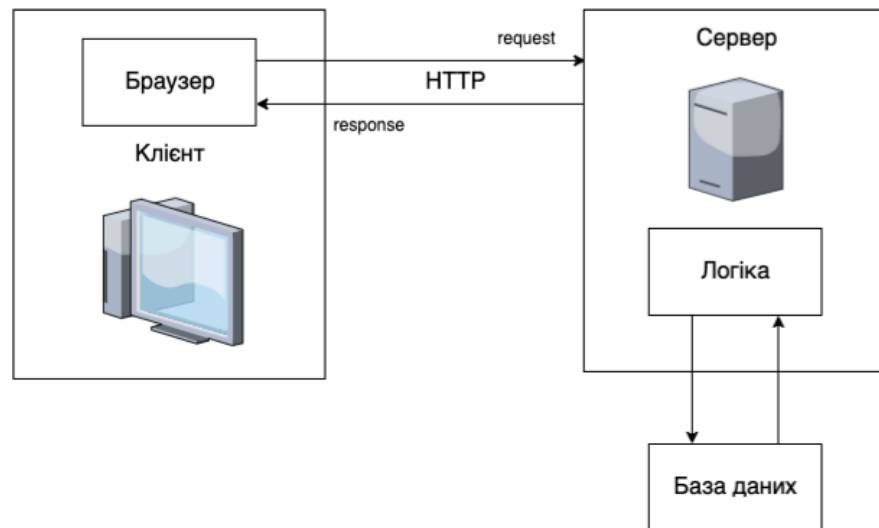 request
Сервер
Браузер
HTTP
response
Клієнт
Логіка
База даних